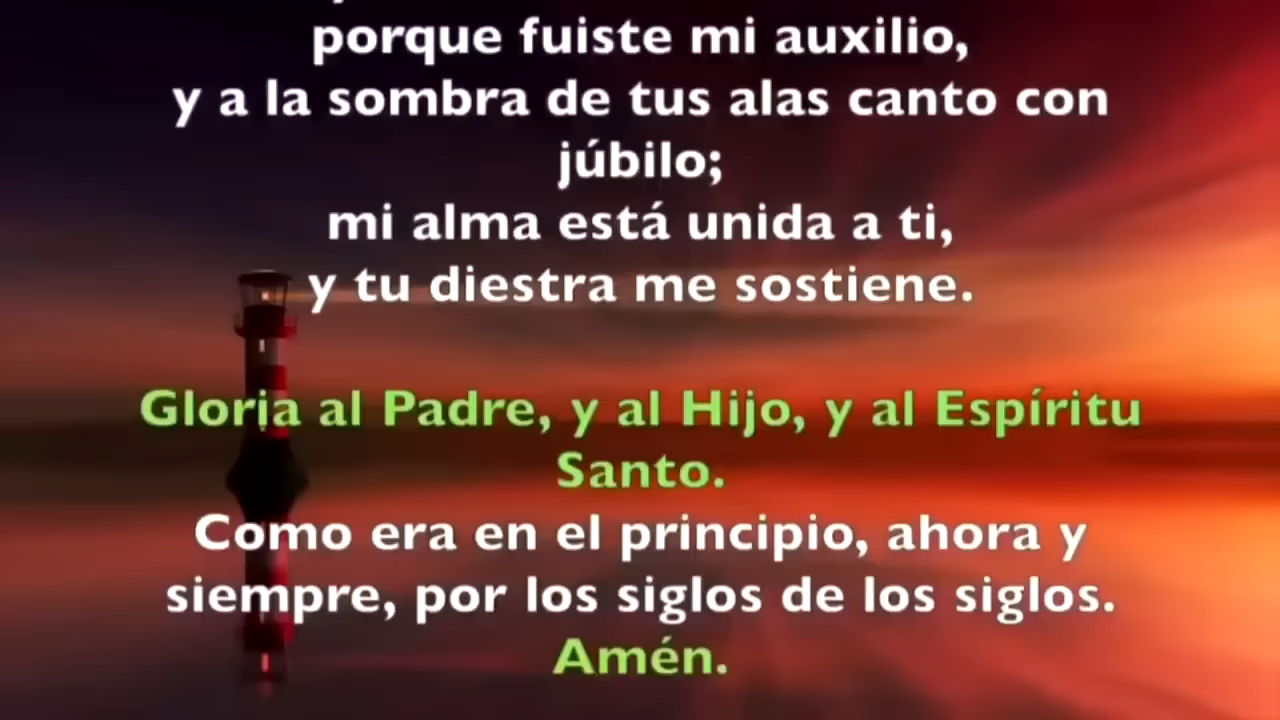 porque fuiste mi auxilio,
y a la sombra de tus alas canto con
júbilo;
mi alma está unida a ti,
y tu diestra me sostiene.
Gloria al Padre, y al Hijo, y al Espíritu
Santo.
Como era en el principio, ahora y
siempre, por los siglos de los siglos.
Amén.